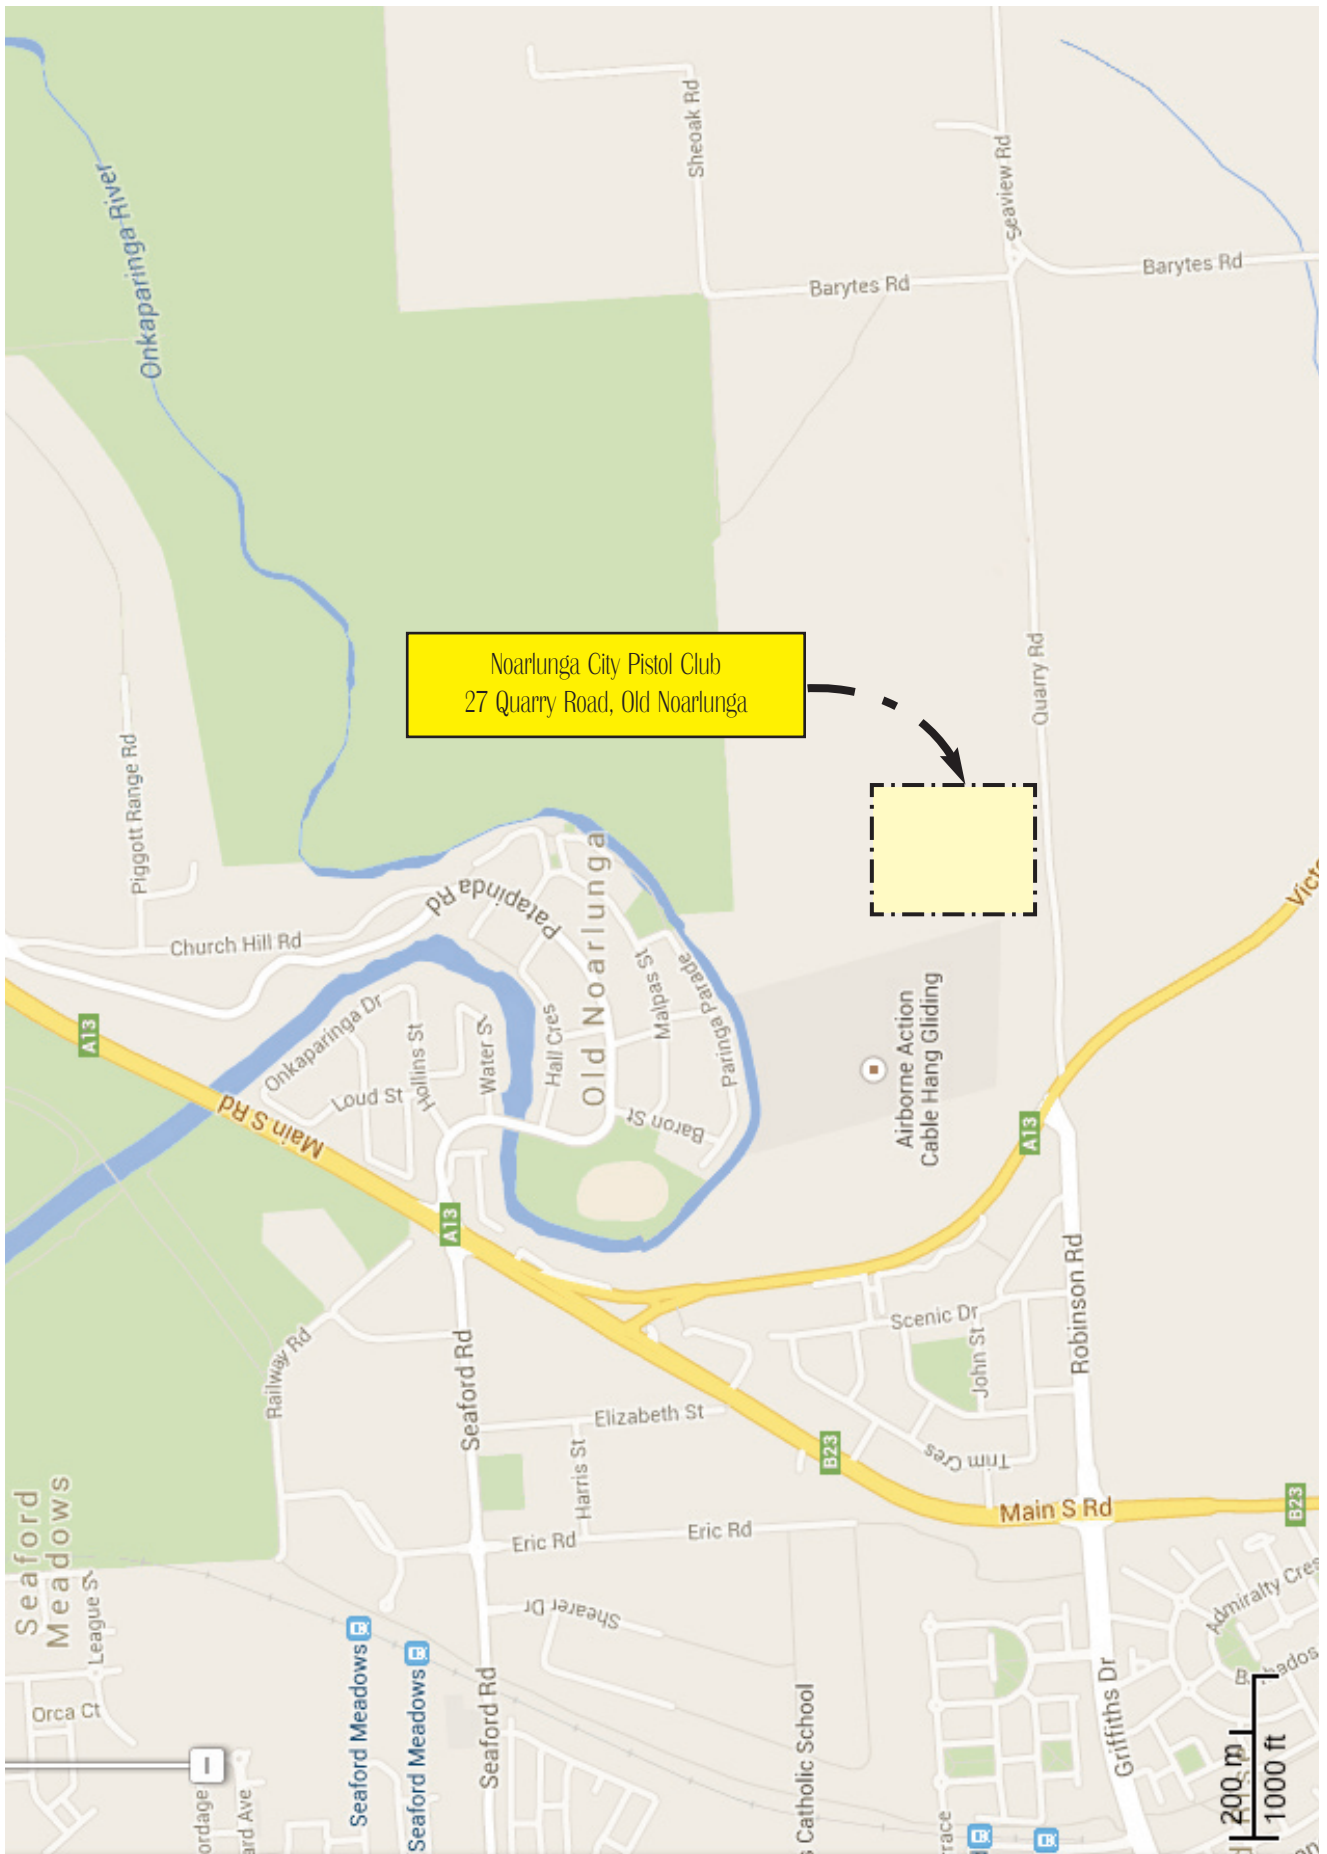 Onkaparinga River
Sheoak Rd
Seaview Rd
Barytes Rd
Barytes Rd
Noarlunga City Pistol Club
27 Quarry Road, Old Noarlunga
Quarry Rd
Piggott Range Rd
Church Hill Rd
Patapinda Rd
Old Noarlunga
A13
Onkaparinga Dr
Loud St
Hollins St
Water S
Hall Cres
Malpas St
Paringa Parade
Baron St
Main S Rd
Airborne Action
Cable Hang Gliding
A13
A13
Railway Rd
Seaford Rd
Elizabeth St
Harris St
Scenic Dr
John St
Trim Cres
Robinson Rd
B23
Main S Rd
B23
Eric Rd
Eric Rd
Shearer Dr
Seaford
Meadows
League S
Orca Ct
Seaford Meadows
Seaford Meadows
Seaford Rd
Catholic School
Griffiths Dr
Admiralty Cres
200 m
1000 ft